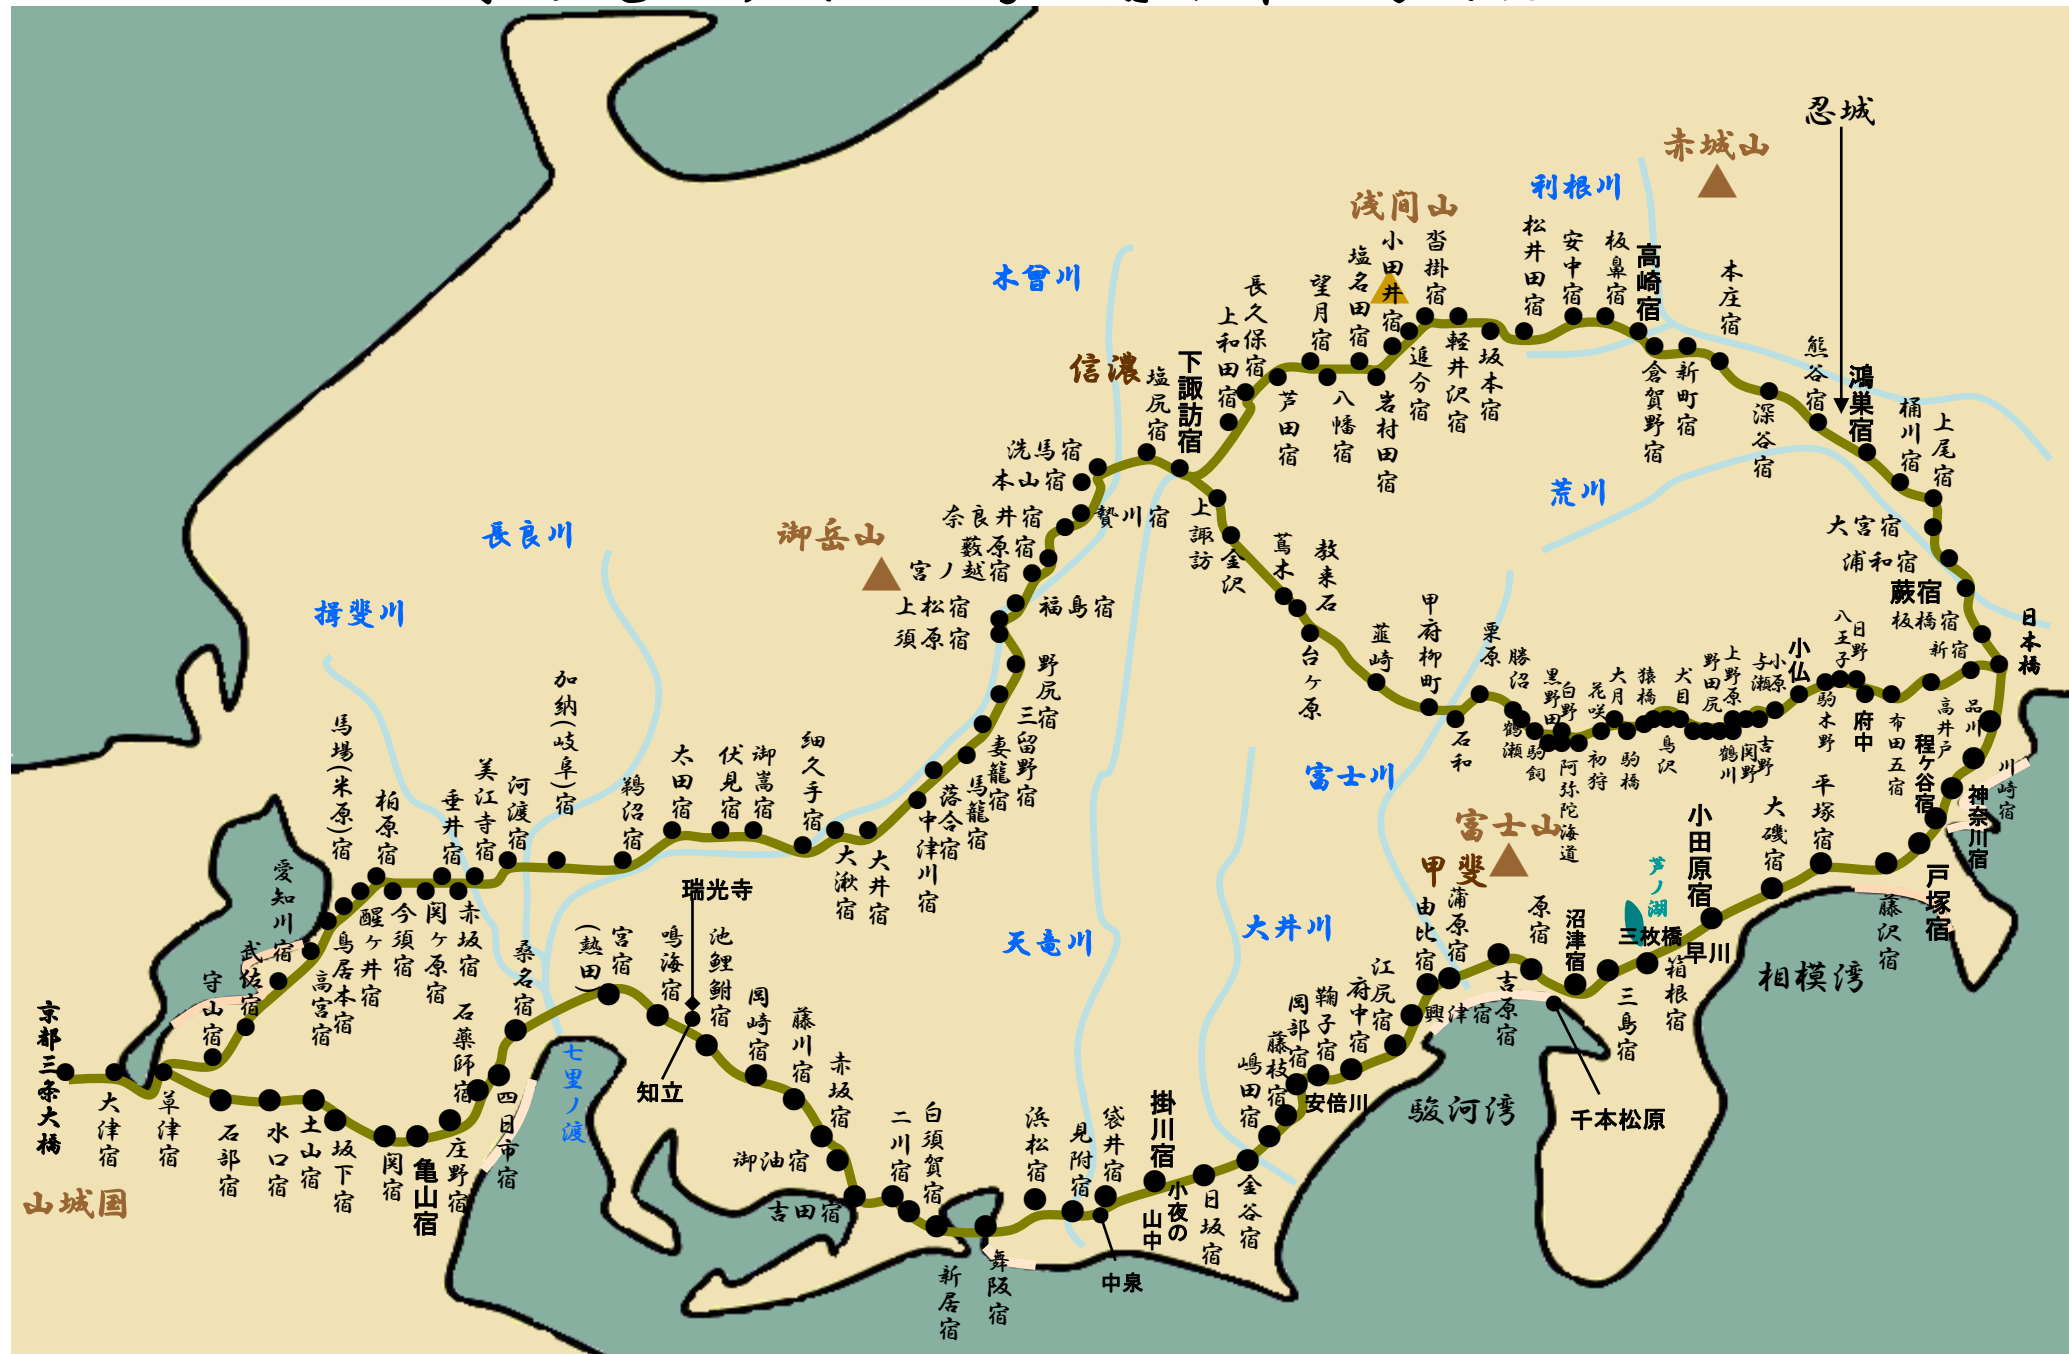 忍城
赤城山
利根川
浅间山
木曾川
信濃
御岳山
長良川
揖斐川
荒川
富士川
富士山
甲斐
大井川
天竜川
芦ノ湖
相模湾
駿河湾
七里ノ渡
山城国
日本橋
板橋宿
蕨宿
浦和宿
大宮宿
上尾宿
桶川宿
鴻巣宿
熊谷宿
深谷宿
本庄宿
新町宿
倉賀野宿
高崎宿
板鼻宿
安中宿
松井田宿
坂本宿
軽井沢宿
沓掛宿
追分宿
小田井宿
岩村田宿
塩名田宿
八幡宿
望月宿
芦田宿
長久保宿
上和田宿
下諏訪宿
塩尻宿
洗馬宿
本山宿
贄川宿
奈良井宿
藪原宿
宮ノ越宿
福島宿
上松宿
須原宿
野尻宿
三留野宿
妻籠宿
馬籠宿
落合宿
中津川宿
大井宿
大湫宿
细久手宿
御嵩宿
伏見宿
太田宿
鵜沼宿
加納(岐阜)宿
河渡宿
美江寺宿
赤坂宿
垂井宿
関ヶ原宿
今須宿
柏原宿
醒ヶ井宿
馬場(米原)宿
鳥居本宿
高宮宿
愛知川宿
武佐宿
守山宿
草津宿
大津宿
京都三条大橋
上諏訪
金沢
蔦木
教来石
台ヶ原
韮崎
甲府柳町
石和
栗原
勝沼
鶴瀬
駒飼
黒野田
白野
阿弥陀海道
花咲
初狩
大月
駒橋
猿橋
鳥沢
犬目
野田尻
上野原
鶴川
関野
与瀬
吉野
小原
小仏
駒木野
八王子
日野
府中
布田五宿
高井戸
新宿
品川
川崎宿
神奈川宿
程ヶ谷宿
戸塚宿
藤沢宿
平塚宿
大磯宿
小田原宿
早川
箱根宿
三枚橋
三島宿
沼津宿
千本松原
原宿
吉原宿
蒲原宿
由比宿
興津宿
江尻宿
府中宿
安倍川
鞠子宿
岡部宿
藤枝宿
嶋田宿
金谷宿
日坂宿
小夜の
山中
掛川宿
袋井宿
中泉
見附宿
浜松宿
舞阪宿
新居宿
白須賀宿
二川宿
吉田宿
御油宿
赤坂宿
藤川宿
岡崎宿
池鯉鮒宿
知立
瑞光寺
鳴海宿
宮宿
(熱田)
桑名宿
四日市宿
石薬師宿
庄野宿
亀山宿
関宿
坂下宿
土山宿
水口宿
石部宿